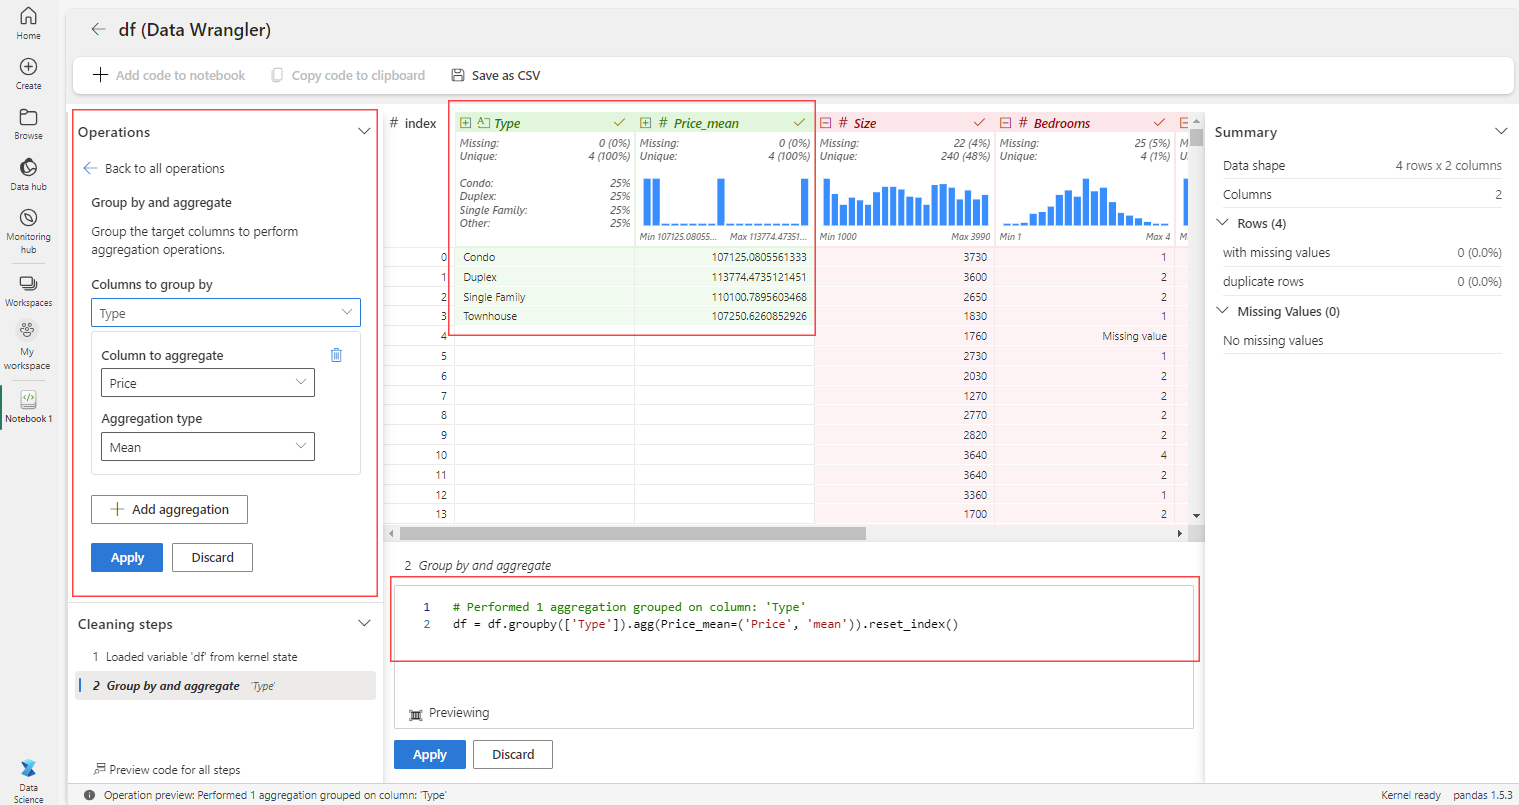 Home
Create
Browse
Data hub
Monitoring
hub
Workspaces
My
workspace
Notebook 1
Data
Science
df (Data Wrangler)
Add code to notebook
Copy code to clipboard
Save as CSV
Operations
Back to all operations
Group by and aggregate
Group the target columns to perform
aggregation operations.
Columns to group by
Type
Column to aggregate
Price
Aggregation type
Mean
Add aggregation
Apply Discard
Cleaning steps
1 Loaded variable 'df' from kernel state
2 Group by and aggregate 'Type'
Preview code for all steps
# index Type # Price_mean # Size # Bedrooms
Missing: 0 (0%) Missing: 0 (0%) Missing: 22 (4%) Missing: 25 (5%) M
Unique: 4 (100%) Unique: 4 (100%) Unique: 240 (48%) Unique: 4 (1%) U
Condo: 25%
Duplex: 25%
Single Family: 25%
Other: 25%
Min 107125.08055... Max 113774.47351... Min 1000 Max 3990 Min 1 Max 4 M
0 Condo 107125.0805561333 3730 1
1 Duplex 113774.4735121451 3600 2
2 Single Family 110100.7895603468 2650 2
3 Townhouse 107250.6260852926 1830 1
4 1760 Missing value
5 2730 1
6 2030 2
7 1270 2
8 2770 2
9 2820 2
10 3640 4
11 3640 2
12 3360 1
13 1700 2
2 Group by and aggregate
1 # Performed 1 aggregation grouped on column: 'Type'
2 df = df.groupby(['Type']).agg(Price_mean=('Price', 'mean')).reset_index()
Previewing
Apply Discard
Summary
Data shape 4 rows x 2 columns
Columns 2
Rows (4)
with missing values 0 (0.0%)
duplicate rows 0 (0.0%)
Missing Values (0)
No missing values
Operation preview: Performed 1 aggregation grouped on column: 'Type'
Kernel ready pandas 1.5.3